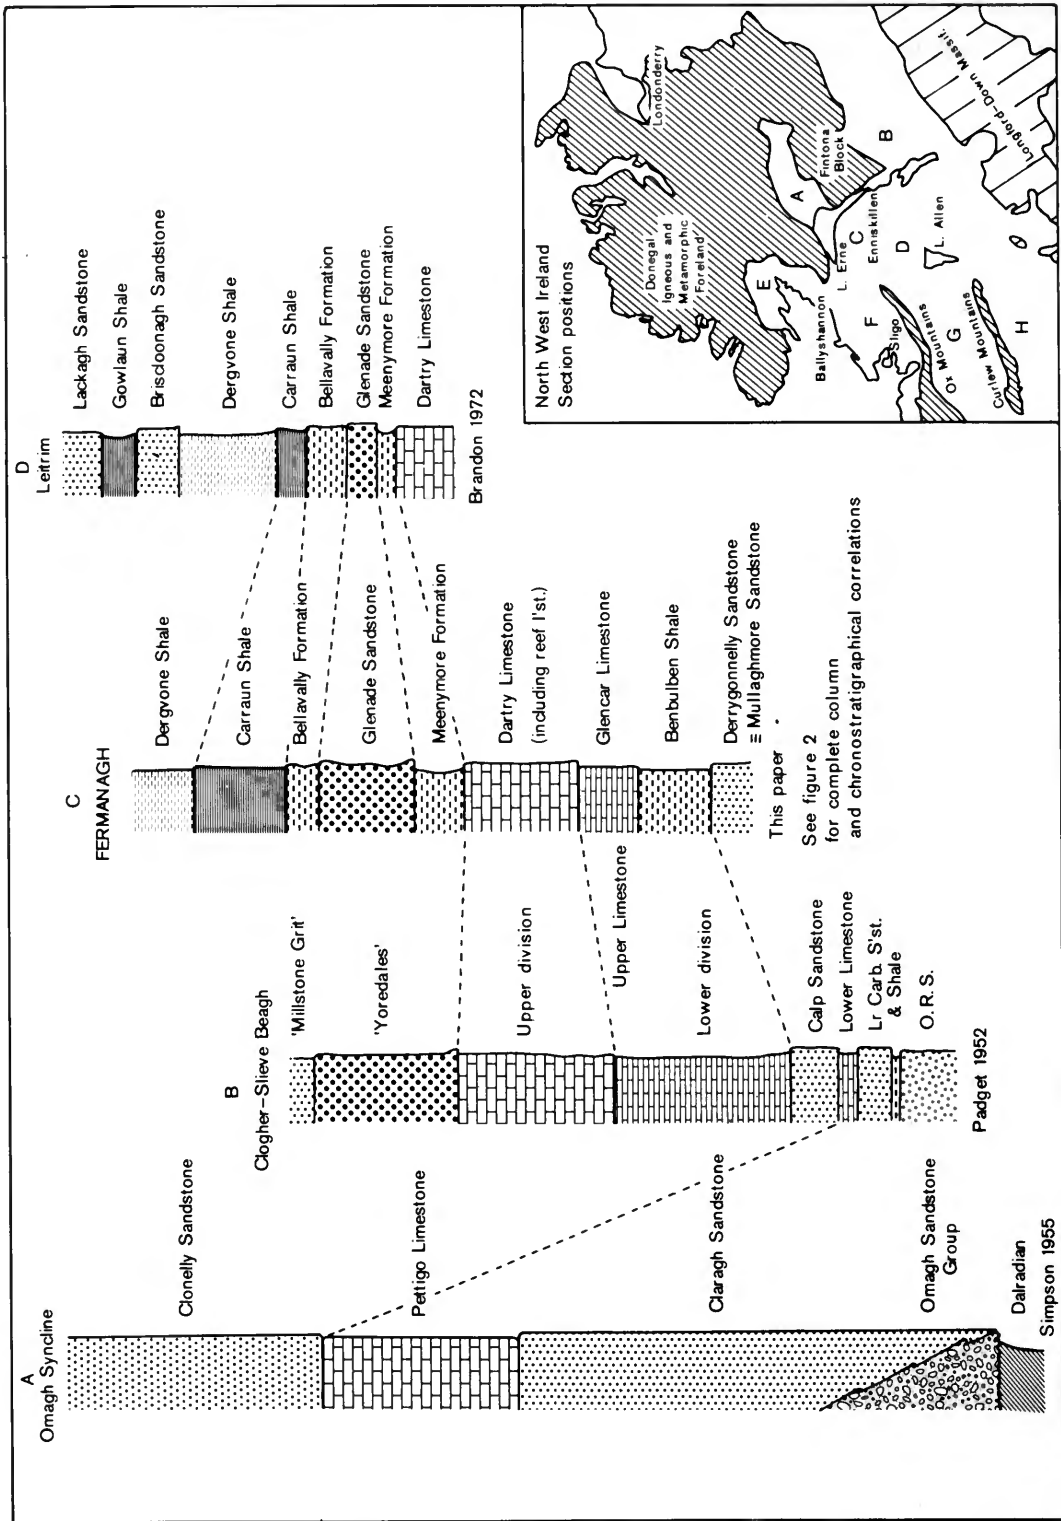 A
Omagh Syncline
Clonelly Sandstone
Pettigo Limestone
Claragh Sandstone
Omagh Sandstone
Group
Dalradian
Simpson 1955
B
Clogher–Slieve Beagh
'Millstone Grit'
'Yoredales'
Upper division
Upper Limestone
Lower division
Calp Sandstone
Lower Limestone
Lr Carb. S'st.
& Shale
O.R.S.
Padget 1952
C
FERMANAGH
Dergvone Shale
Carraun Shale
Bellavally Formation
Glenade Sandstone
Meenymore Formation
Dartry Limestone
(including reef l'st.)
Glencar Limestone
Benbulben Shale
Derrygonnelly Sandstone
≡ Mullaghmore Sandstone
This paper
See figure 2
for complete column
and chronostratigraphical correlations
D
Leitrim
Lackagh Sandstone
Gowlaun Shale
Brisdoonagh Sandstone
Dergvone Shale
Carraun Shale
Bellavally Formation
Glenade Sandstone
Meenymore Formation
Dartry Limestone
Brandon 1972
North West Ireland
Section positions
Londonderry
Donegal
Igneous and
Metamorphic
'Foreland'
A
Fintona
Block
B
E
L. Erne
C
Enniskillen
Ballyshannon
D
L. Allen
F
Sligo
Ox Mountains
G
Curlew Mountains
H
Longford–Down Massif.